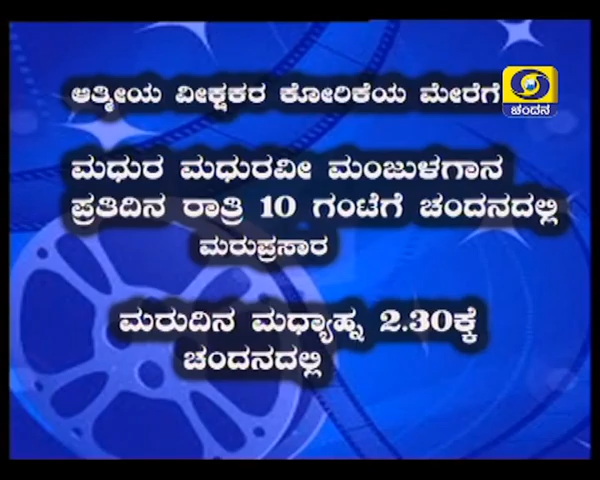 ಆತ್ಮೀಯ ವೀಕ್ಷಕರ ಕೋರಿಕೆಯ ಮೇರೆಗೆ
ಚಂದನ
ಮಧುರ ಮಧುರವೀ ಮಂಜುಳಗಾನ
ಪ್ರತಿದಿನ ರಾತ್ರಿ 10 ಗಂಟೆಗೆ ಚಂದನದಲ್ಲಿ
ಮರುಪ್ರಸಾರ
ಮರುದಿನ ಮಧ್ಯಾಹ್ನ 2.30ಕ್ಕೆ
ಚಂದನದಲ್ಲಿ